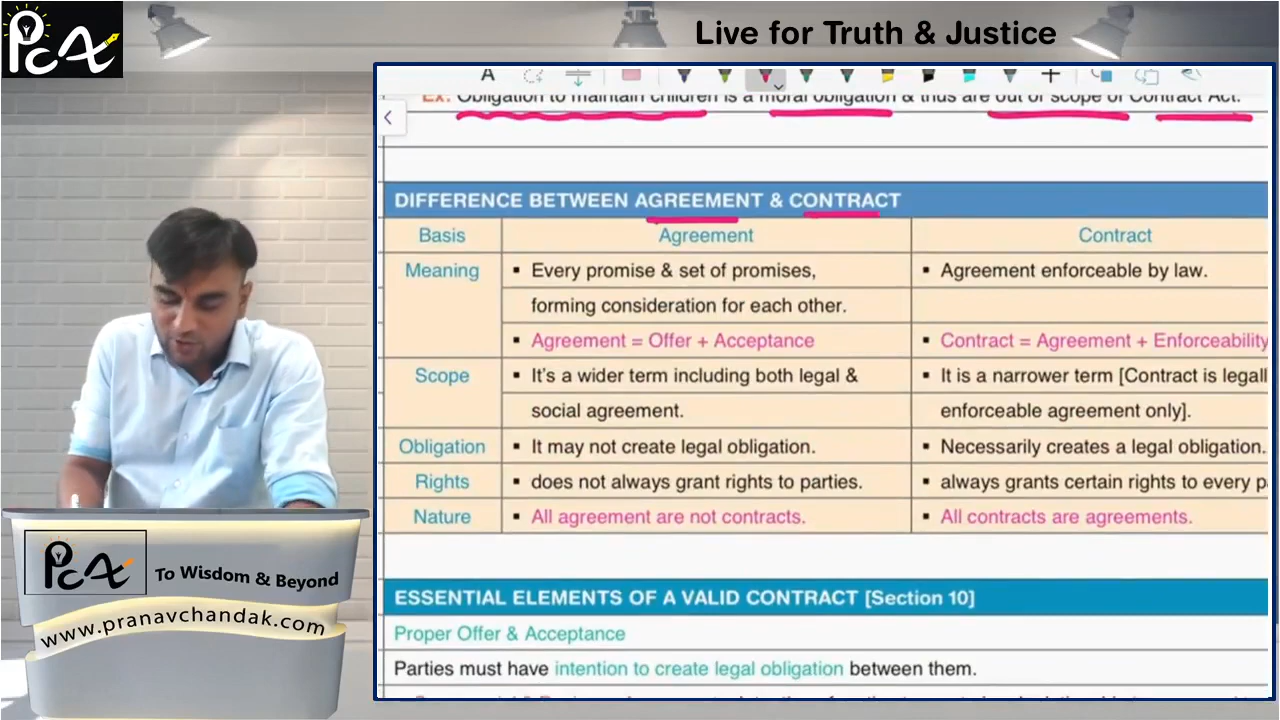 PCA
Live for Truth & Justice
A
Ex: Obligation to maintain children is a moral obligation & thus are out of scope of Contract Act.
DIFFERENCE BETWEEN AGREEMENT & CONTRACT
Basis Agreement Contract
Meaning ▪ Every promise & set of promises, ▪ Agreement enforceable by law.
forming consideration for each other.
▪ Agreement = Offer + Acceptance ▪ Contract = Agreement + Enforceability
Scope ▪ It's a wider term including both legal & ▪ It is a narrower term [Contract is legall
social agreement. enforceable agreement only].
Obligation ▪ It may not create legal obligation. ▪ Necessarily creates a legal obligation.
Rights ▪ does not always grant rights to parties. ▪ always grants certain rights to every p
Nature ▪ All agreement are not contracts. ▪ All contracts are agreements.
ESSENTIAL ELEMENTS OF A VALID CONTRACT [Section 10]
Proper Offer & Acceptance
Parties must have intention to create legal obligation between them.
PCA To Wisdom & Beyond
www.pranavchandak.com